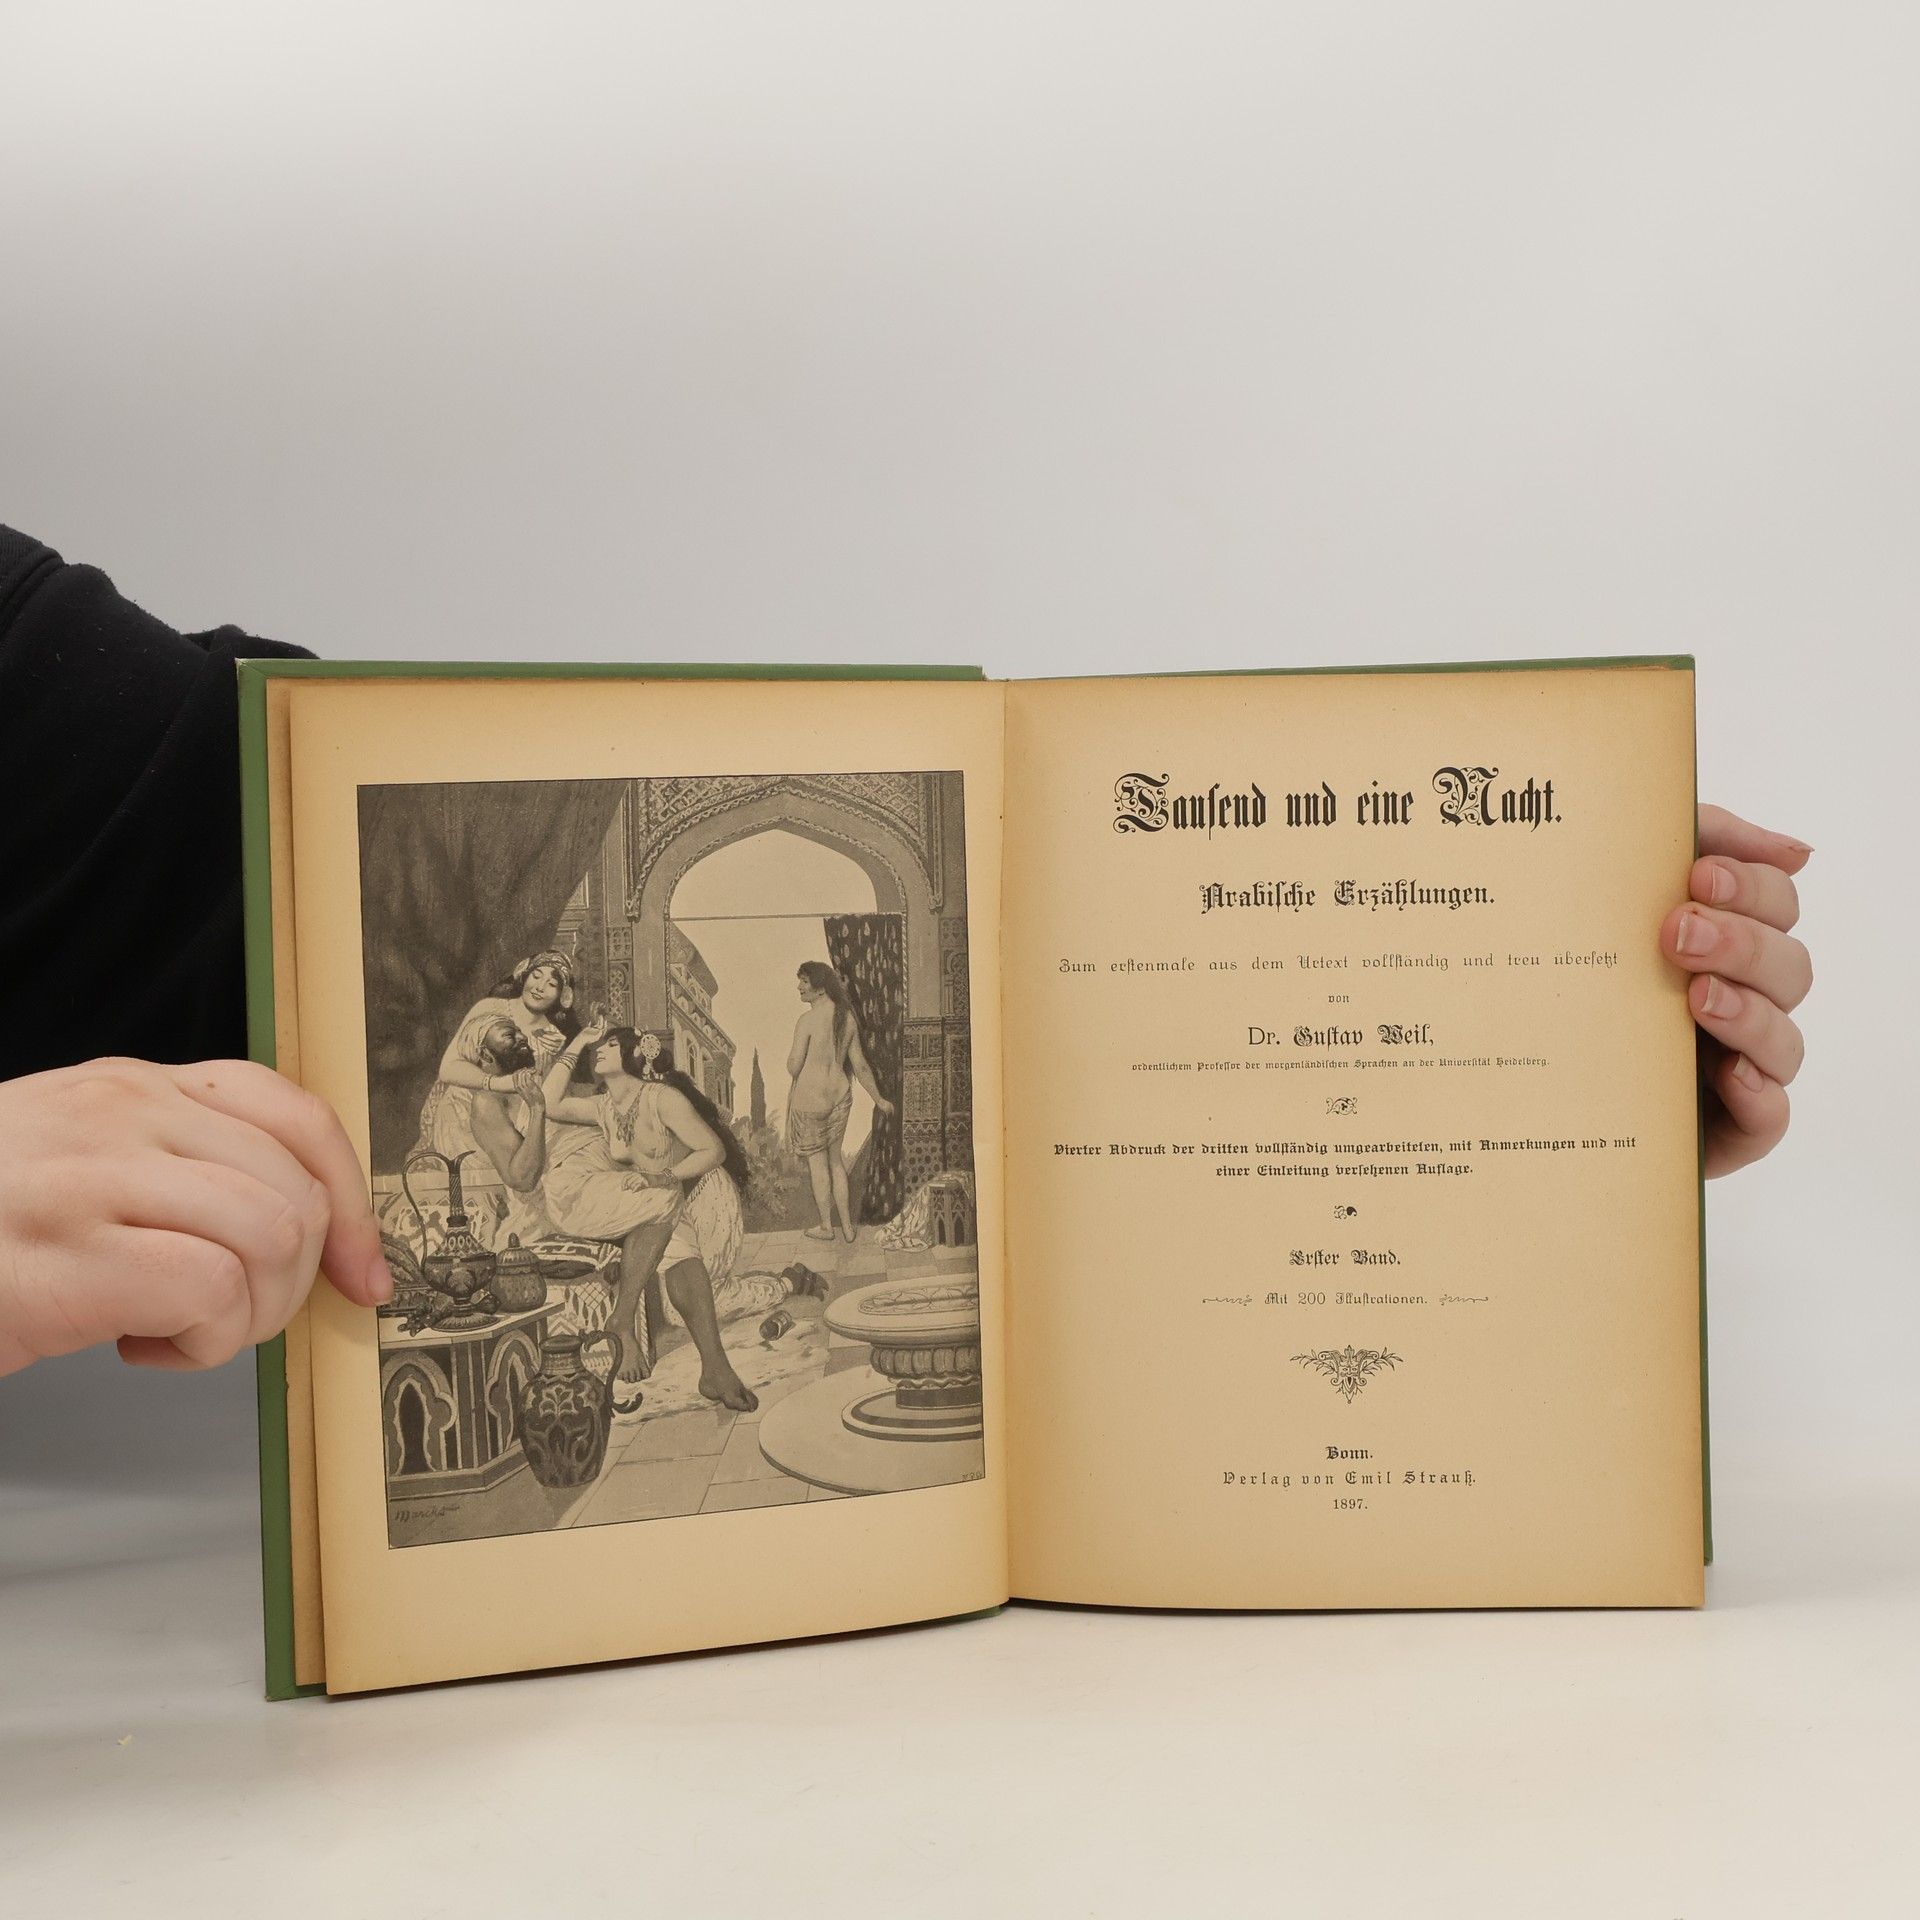 Marcks
Tausend und eine Nacht.
Arabische Erzählungen.
Zum erstenmale aus dem Urtext vollständig und treu übersetzt
von
Dr. Gustav Weil,
ordentlichem Professor der morgenländischen Sprachen an der Universität Heidelberg.
Vierter Abdruck der dritten vollständig umgearbeiteten, mit Anmerkungen und mit
einer Einleitung versehenen Auflage.
Erster Band.
Mit 200 Illustrationen.
Bonn.
Verlag von Emil Strauß.
1897.